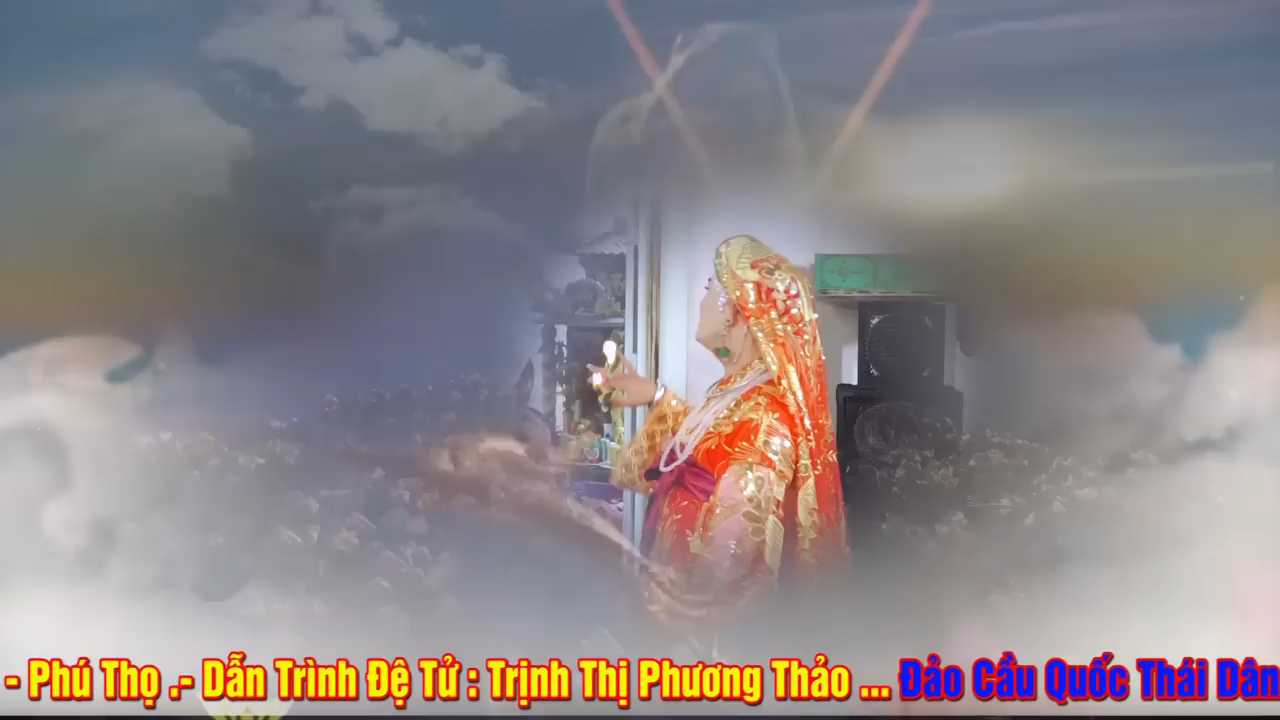 - Phú Thọ .- Dẫn Trình Đệ Tử : Trịnh Thị Phương Thảo ... Đảo Cầu Quốc Thái Dân